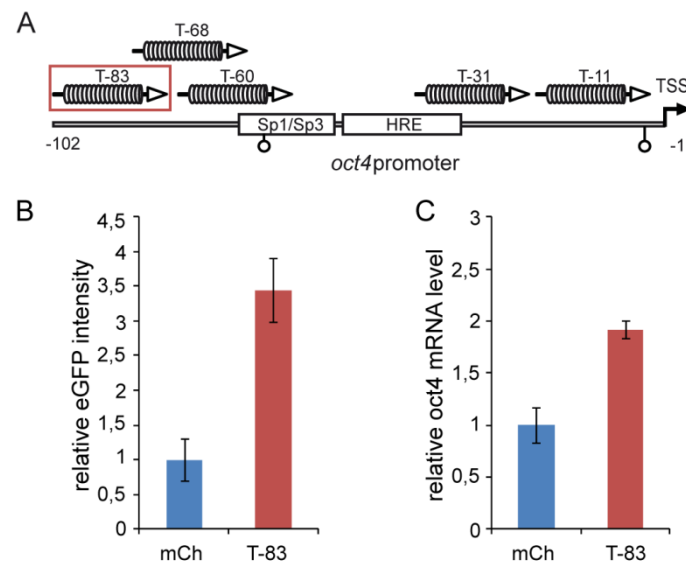 A
T-68
T-83
T-60
T-31
T-11
TSS
Sp1/Sp3
HRE
-102
oct4promoter
-1
B
relative eGFP intensity
4,5
4
3,5
3
2,5
2
1,5
1
0,5
0
mCh
T-83
C
relative oct4 mRNA level
3
2,5
2
1,5
1
0,5
0
mCh
T-83